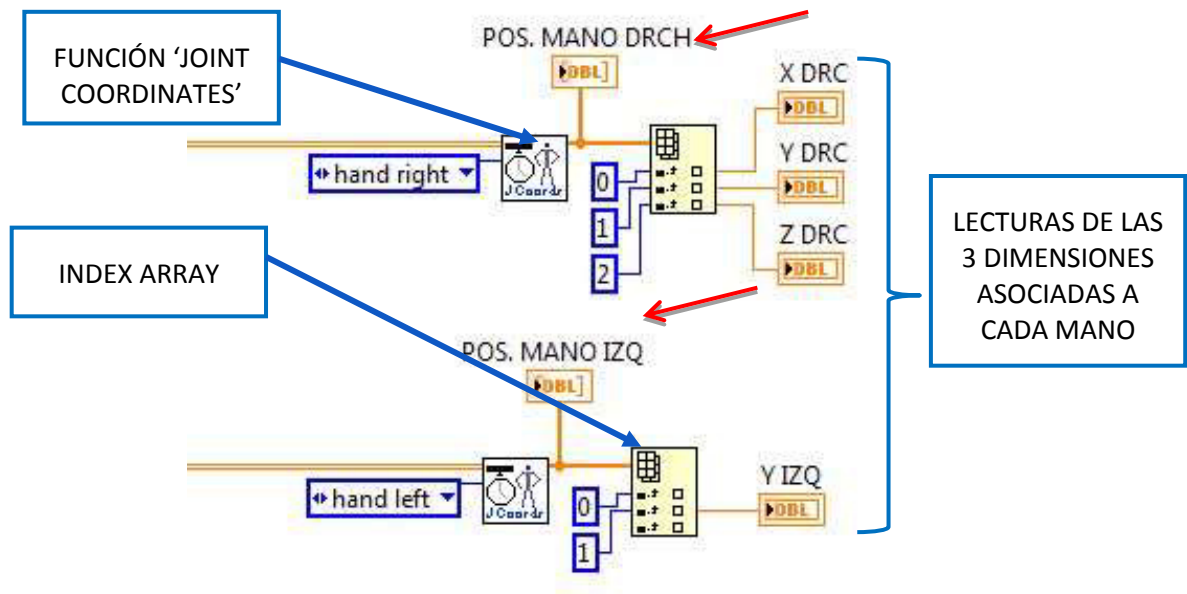 POS. MANO DRCH
FUNCIÓN ‘JOINT
COORDINATES’
DBL]
X DRC
DBL
hand right
J Coords
0
1
2
Y DRC
DBL
Z DRC
DBL
INDEX ARRAY
LECTURAS DE LAS
3 DIMENSIONES
ASOCIADAS A
CADA MANO
POS. MANO IZQ
DBL]
hand left
J Coords
0
1
Y IZQ
DBL